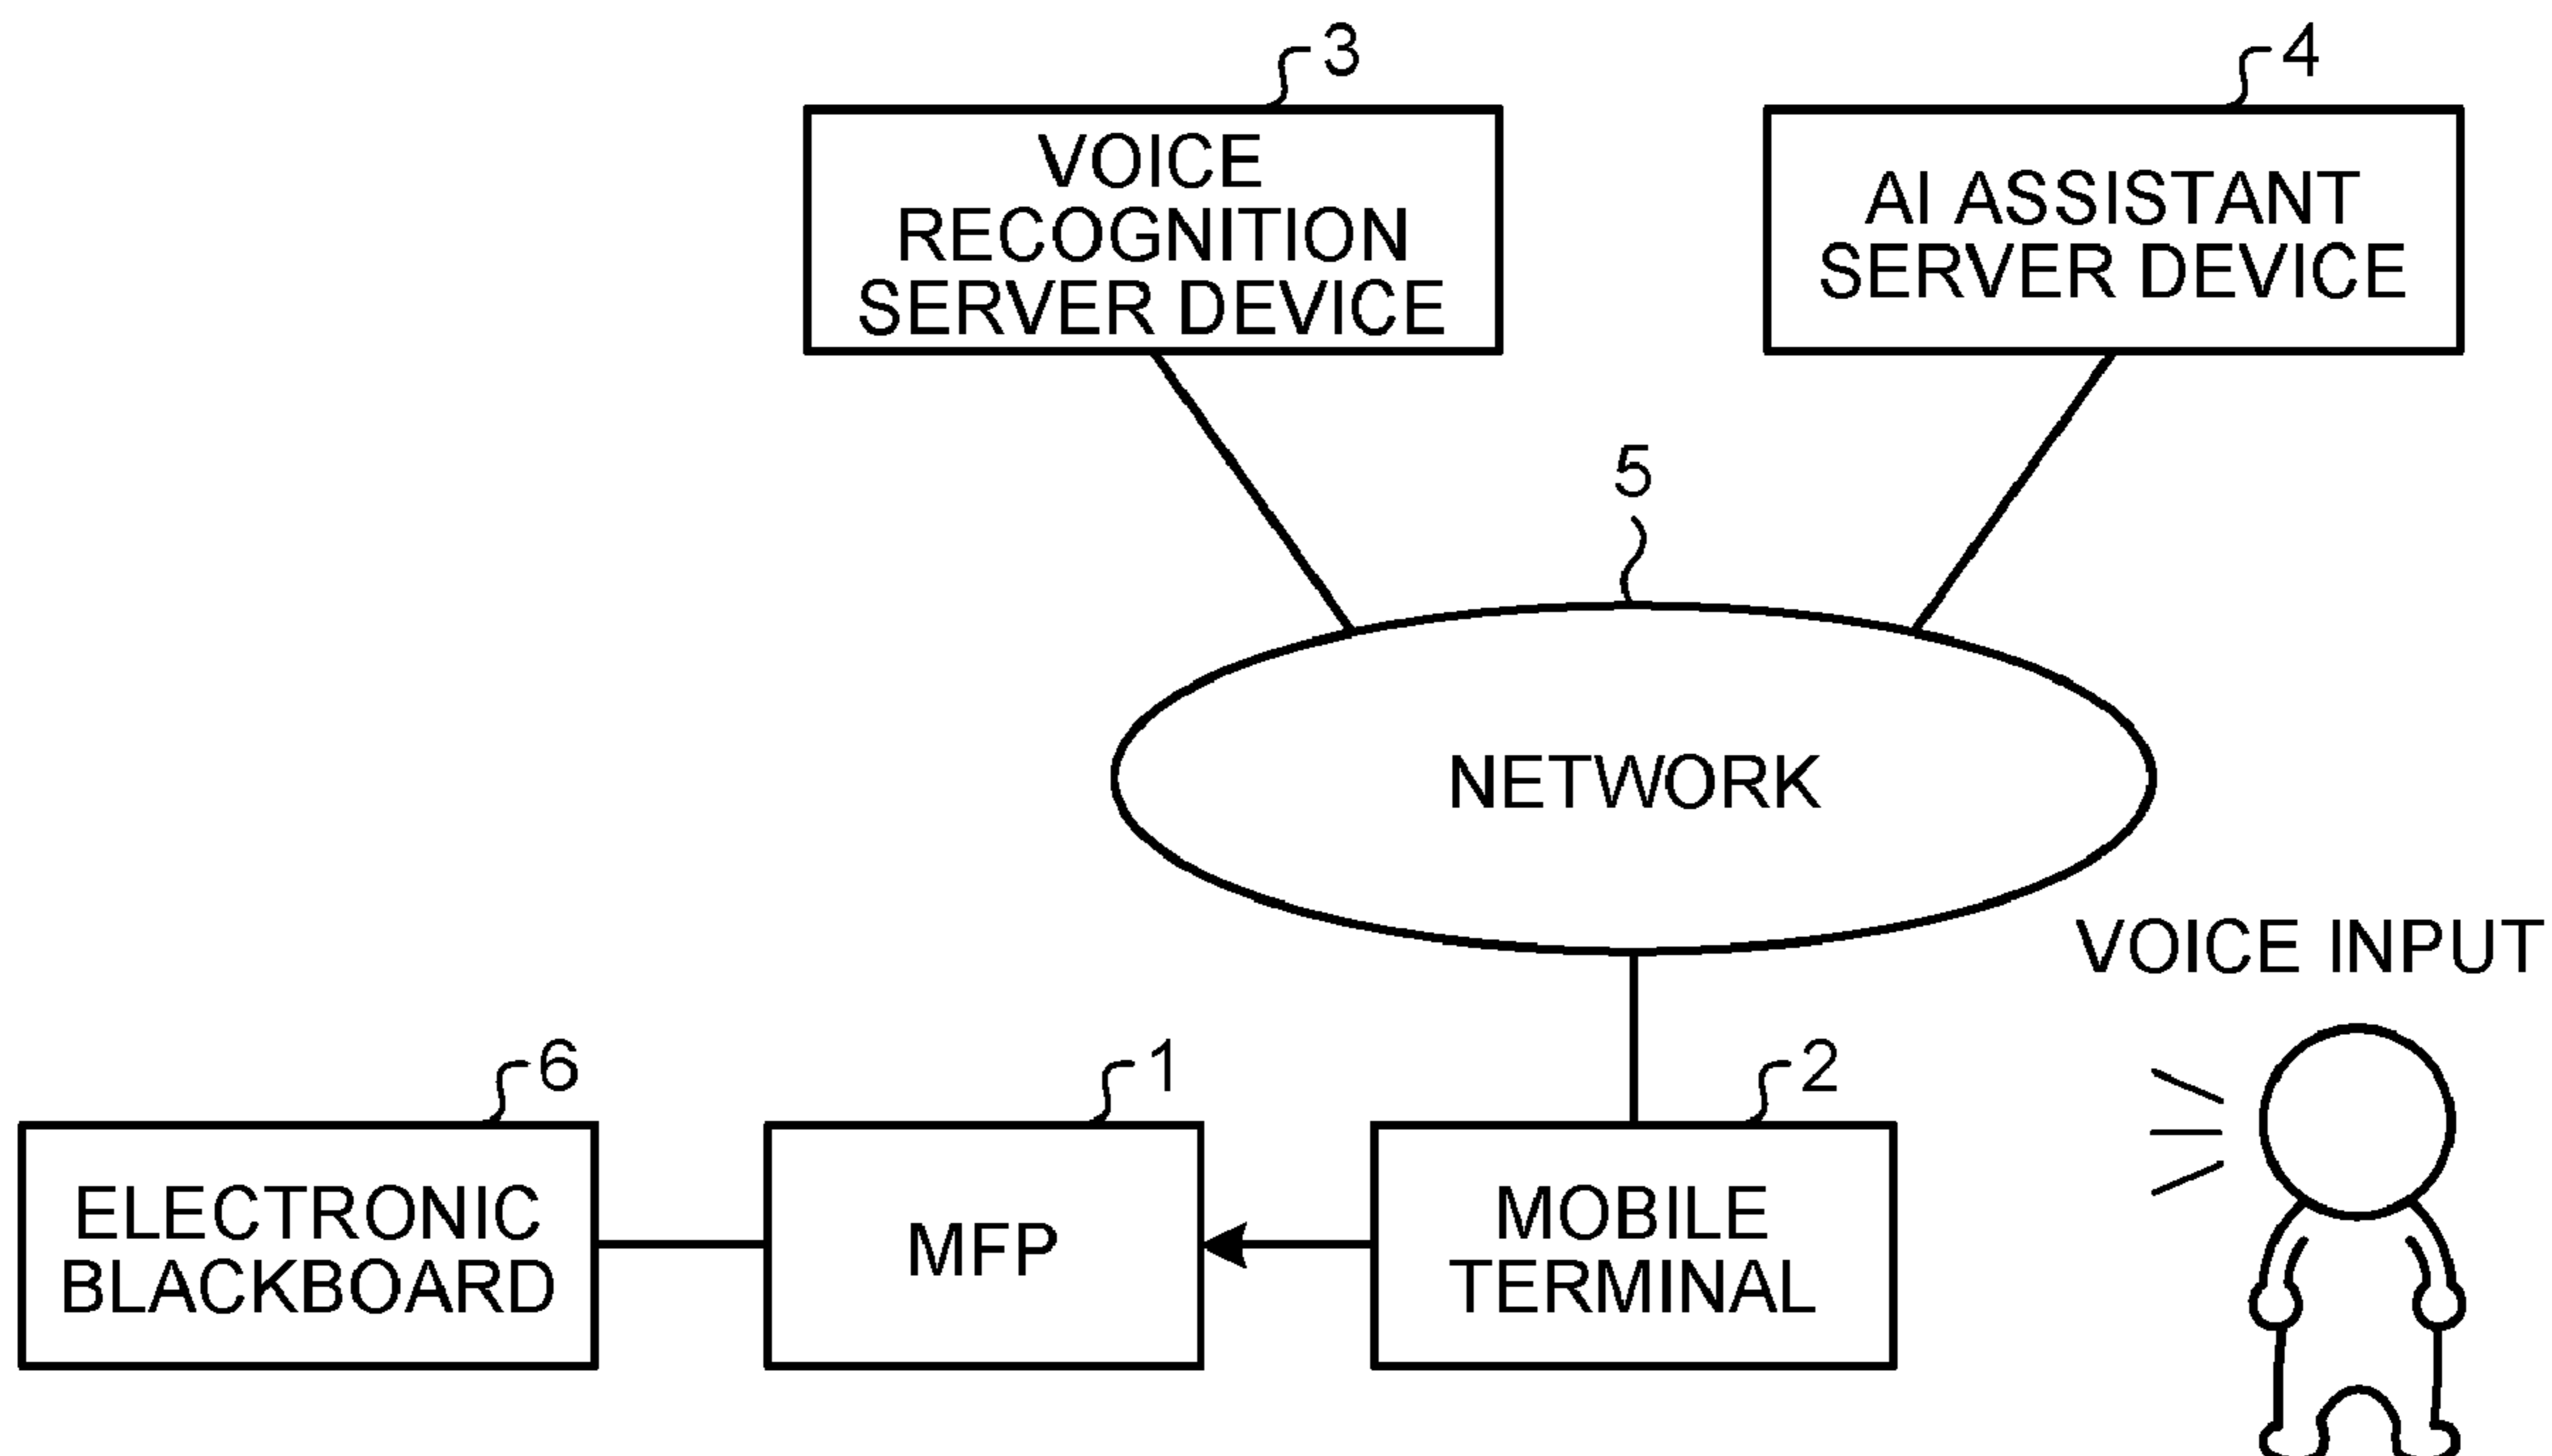 3
4
VOICE
RECOGNITION
SERVER DEVICE
AI ASSISTANT
SERVER DEVICE
5
NETWORK
VOICE INPUT
6
1
2
ELECTRONIC
BLACKBOARD
MFP
MOBILE
TERMINAL